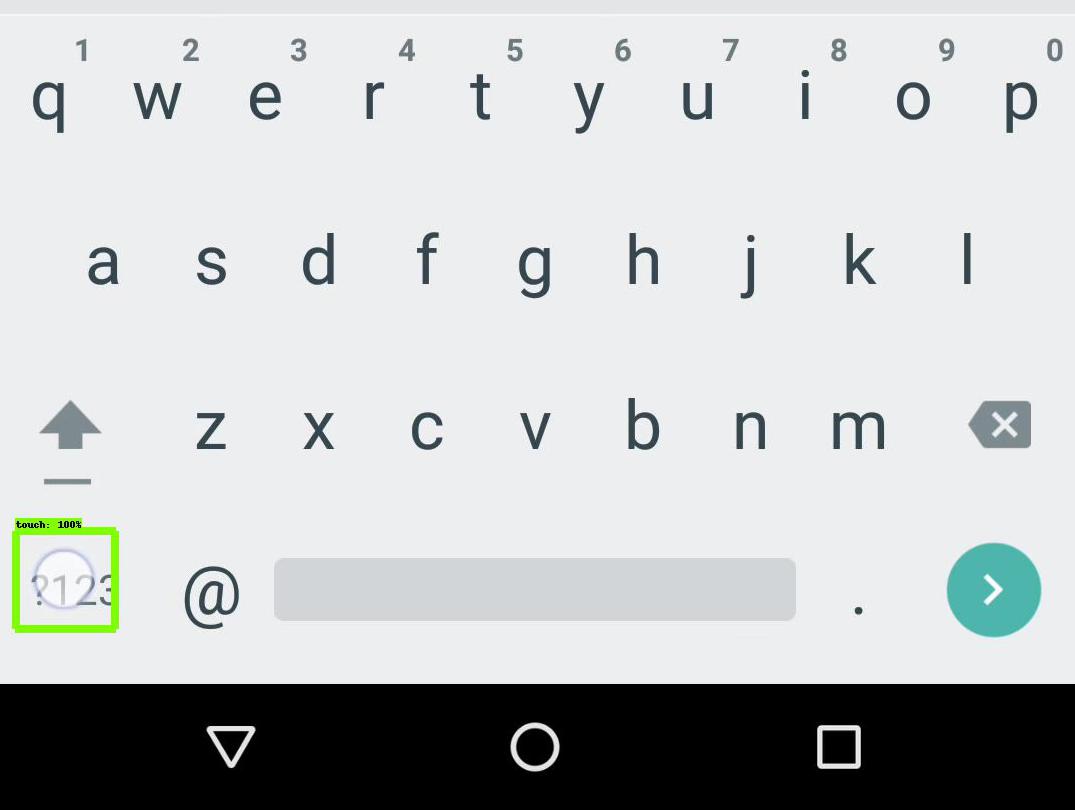 1 2 3 4 5 6 7 8 9 0
q w e r t y u i o p
a s d f g h j k l
z x c v b n m
touch: 100%
?123 @ .